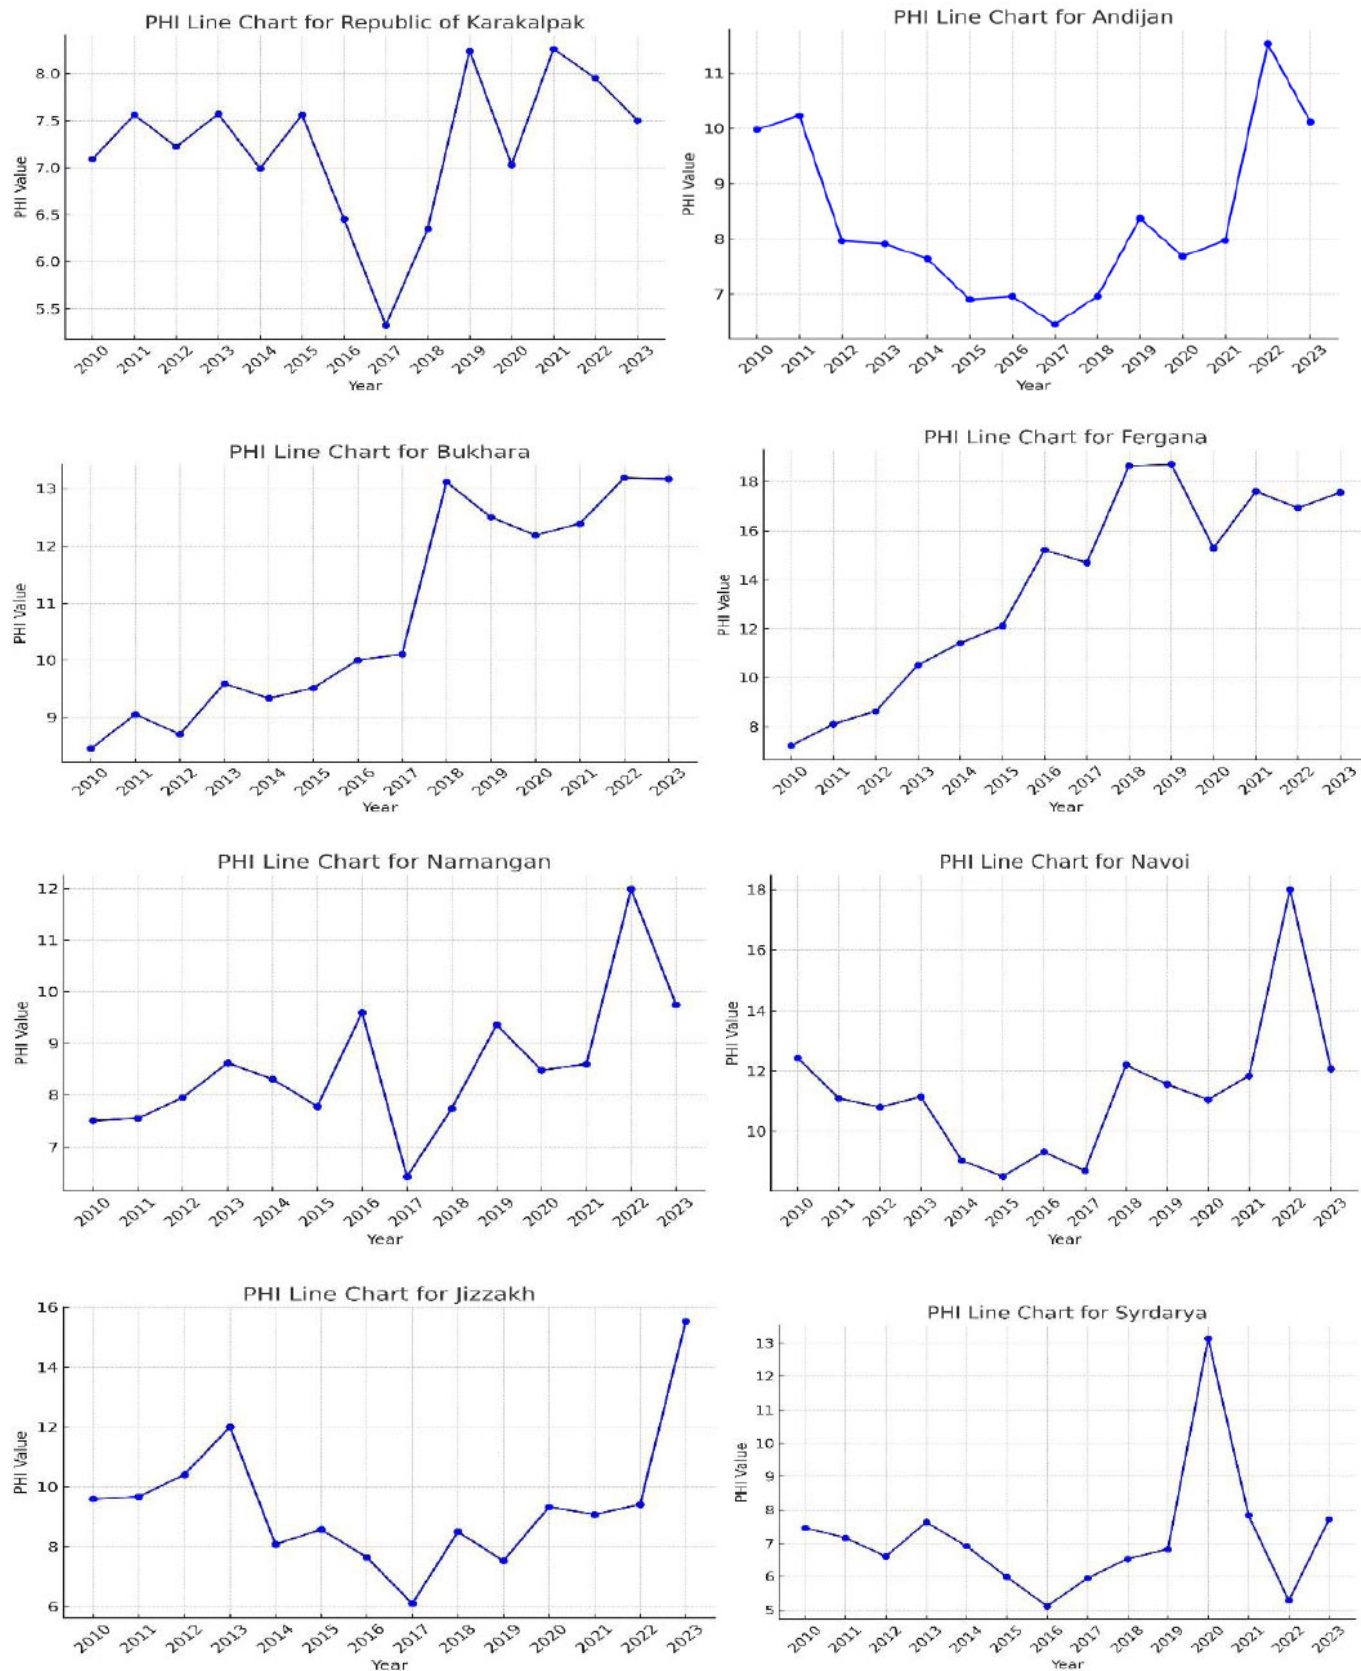 PHI Line Chart for Republic of Karakalpak
8.0
7.5
7.0
6.5
6.0
5.5
PHI Value
2010 2011 2012 2013 2014 2015 2016 2017 2018 2019 2020 2021 2022 2023
Year
PHI Line Chart for Andijan
11
10
9
8
7
PHI Value
2010 2011 2012 2013 2014 2015 2016 2017 2018 2019 2020 2021 2022 2023
Year
PHI Line Chart for Bukhara
13
12
11
10
9
PHI Value
2010 2011 2012 2013 2014 2015 2016 2017 2018 2019 2020 2021 2022 2023
Year
PHI Line Chart for Fergana
18
16
14
12
10
8
PHI Value
2010 2011 2012 2013 2014 2015 2016 2017 2018 2019 2020 2021 2022 2023
Year
PHI Line Chart for Namangan
12
11
10
9
8
7
PHI Value
2010 2011 2012 2013 2014 2015 2016 2017 2018 2019 2020 2021 2022 2023
Year
PHI Line Chart for Navoi
18
16
14
12
10
PHI Value
2010 2011 2012 2013 2014 2015 2016 2017 2018 2019 2020 2021 2022 2023
Year
PHI Line Chart for Jizzakh
16
14
12
10
8
6
PHI Value
2010 2011 2012 2013 2014 2015 2016 2017 2018 2019 2020 2021 2022 2023
Year
PHI Line Chart for Syrdarya
13
12
11
10
9
8
7
6
5
PHI Value
2010 2011 2012 2013 2014 2015 2016 2017 2018 2019 2020 2021 2022 2023
Year